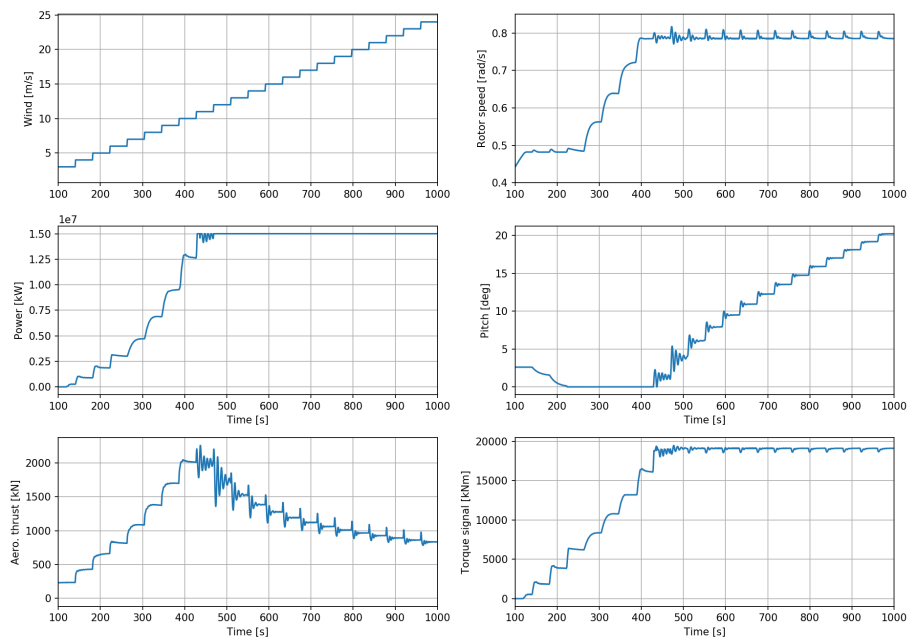 25
20
15
10
5
Wind [m/s]
100 200 300 400 500 600 700 800 900 1000
0.8
0.7
0.6
0.5
0.4
Rotor speed [rad/s]
100 200 300 400 500 600 700 800 900 1000
1e7
1.50
1.25
1.00
0.75
0.50
0.25
0.00
Power [kW]
100 200 300 400 500 600 700 800 900 1000
Time [s]
20
15
10
5
0
Pitch [deg]
100 200 300 400 500 600 700 800 900 1000
Time [s]
2000
1500
1000
500
0
Aero. thrust [kN]
100 200 300 400 500 600 700 800 900 1000
Time [s]
20000
15000
10000
5000
0
Torque signal [kNm]
100 200 300 400 500 600 700 800 900 1000
Time [s]